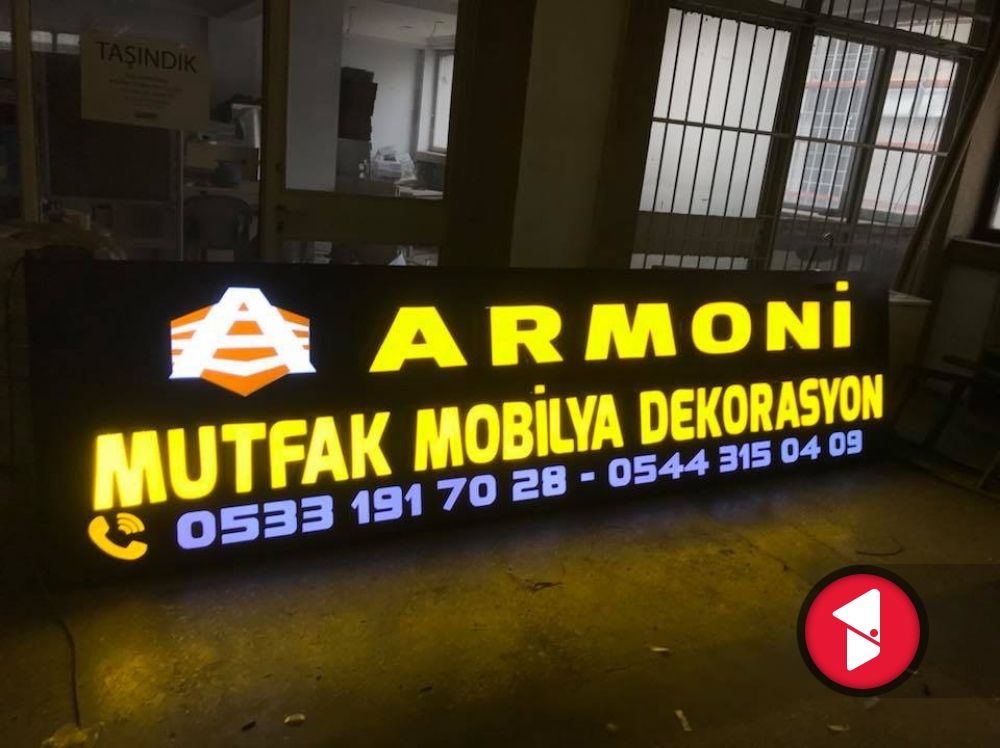 TAŞINDIK
ARMONİ
MUTFAK MOBİLYA DEKORASYON
0533 191 70 28 - 0544 315 04 09